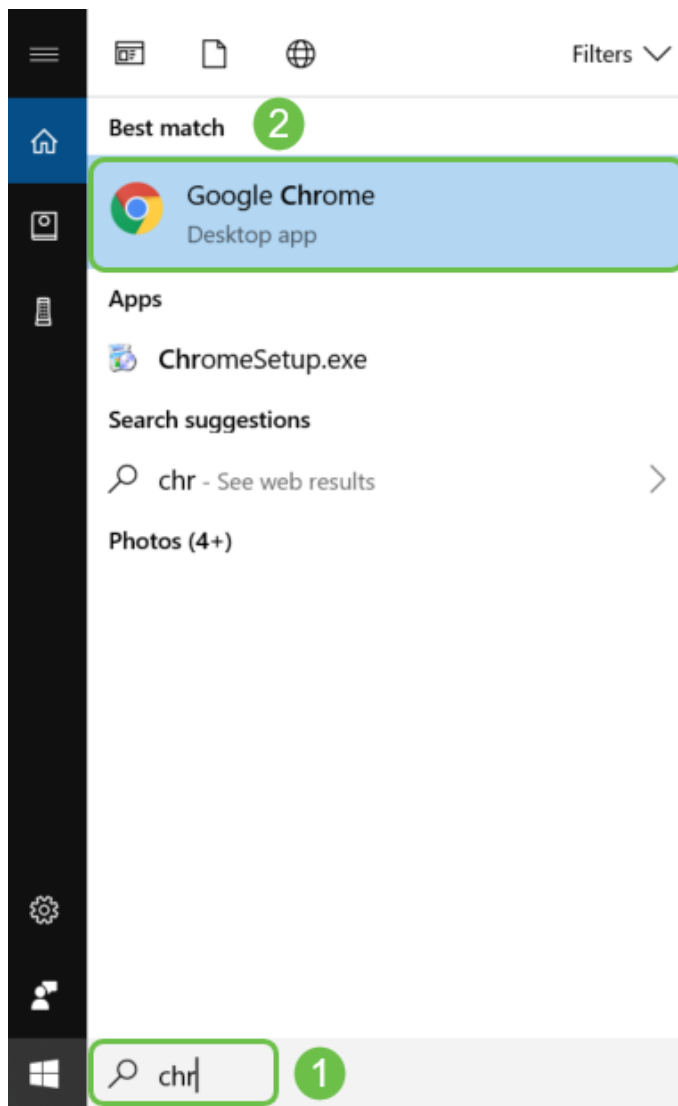 Filters
Best match 2
Google Chrome
Desktop app
Apps
ChromeSetup.exe
Search suggestions
chr - See web results
Photos (4+)
chr 1